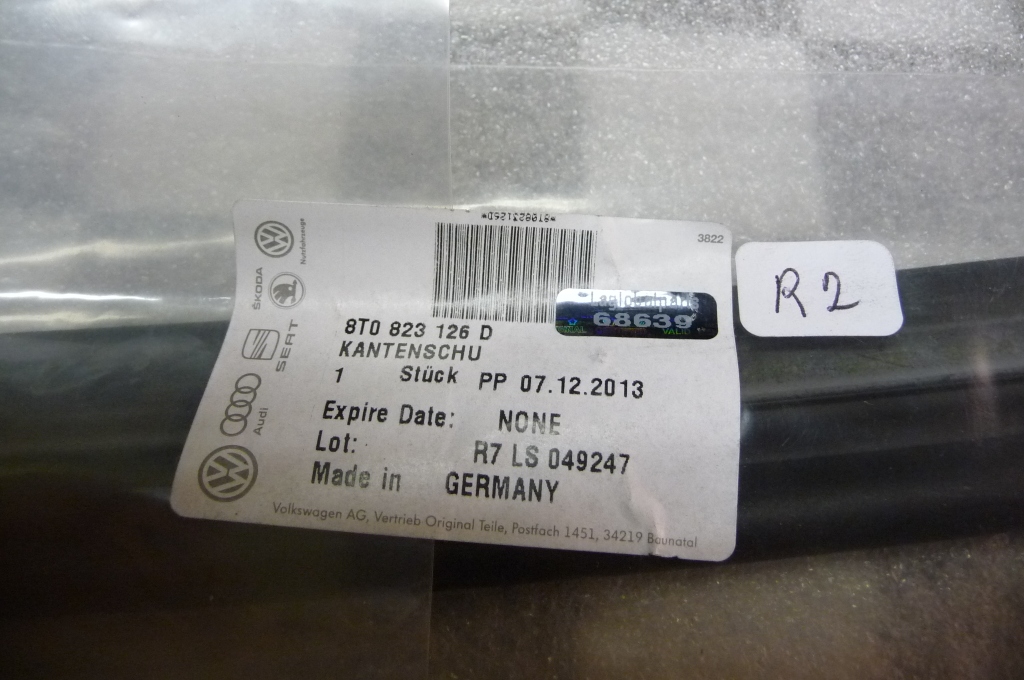 *8T0823126D*
3822
Nutzfahrzeuge
ŠKODA
SEAT
Audi
68639
8T0 823 126 D
KANTENSCHU
1 Stück PP 07.12.2013
Expire Date: NONE
Lot: R7 LS 049247
Made in GERMANY
Volkswagen AG, Vertrieb Original Teile, Postfach 1451, 34219 Baunatal
R2